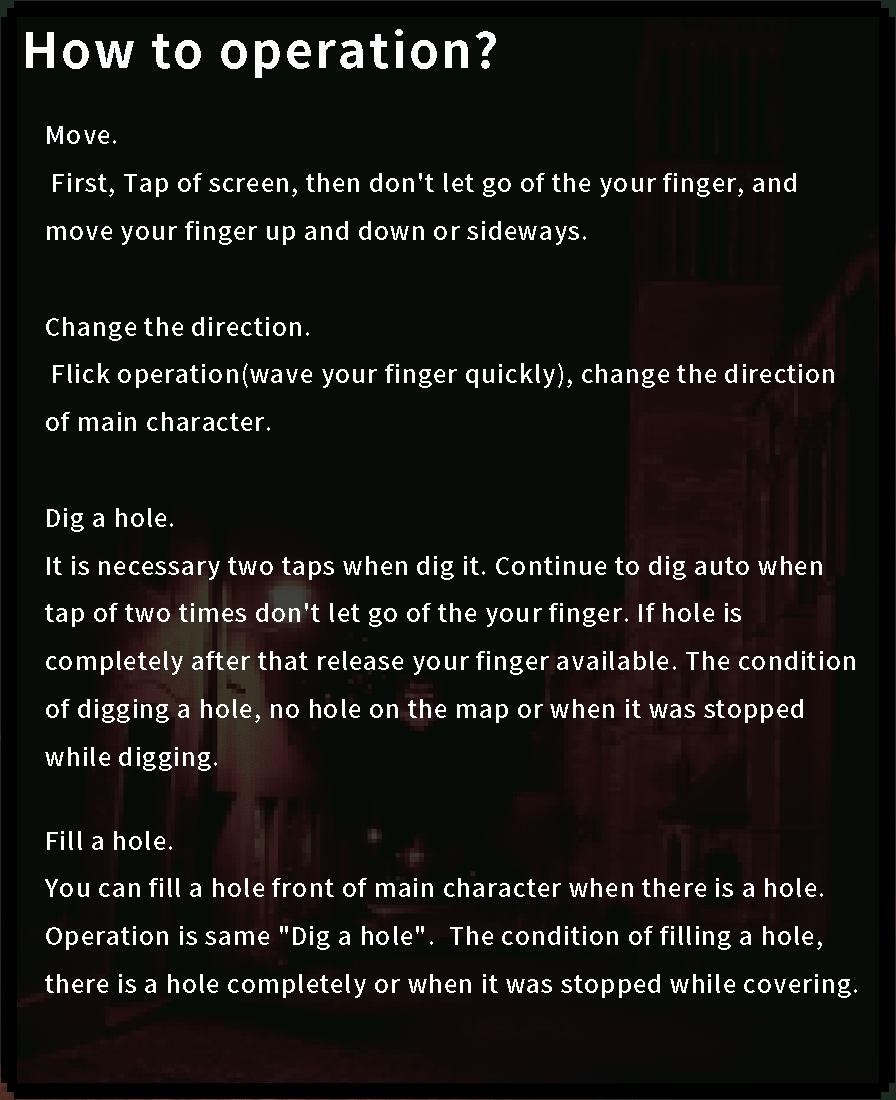 How to operation?
Move.
First, Tap of screen, then don't let go of the your finger, and
move your finger up and down or sideways.
Change the direction.
Flick operation(wave your finger quickly), change the direction
of main character.
Dig a hole.
It is necessary two taps when dig it. Continue to dig auto when
tap of two times don't let go of the your finger. If hole is
completely after that release your finger available. The condition
of digging a hole, no hole on the map or when it was stopped
while digging.
Fill a hole.
You can fill a hole front of main character when there is a hole.
Operation is same "Dig a hole".  The condition of filling a hole,
there is a hole completely or when it was stopped while covering.